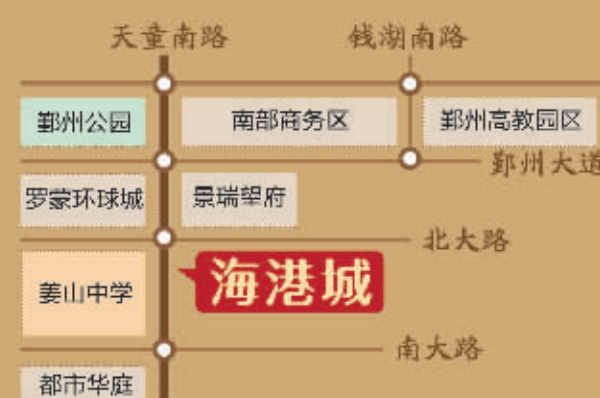 天童南路
钱湖南路
鄞州公园
南部商务区
鄞州高教园区
鄞州大道
罗蒙环球城
景瑞望府
北大路
姜山中学
海港城
南大路
都市华庭